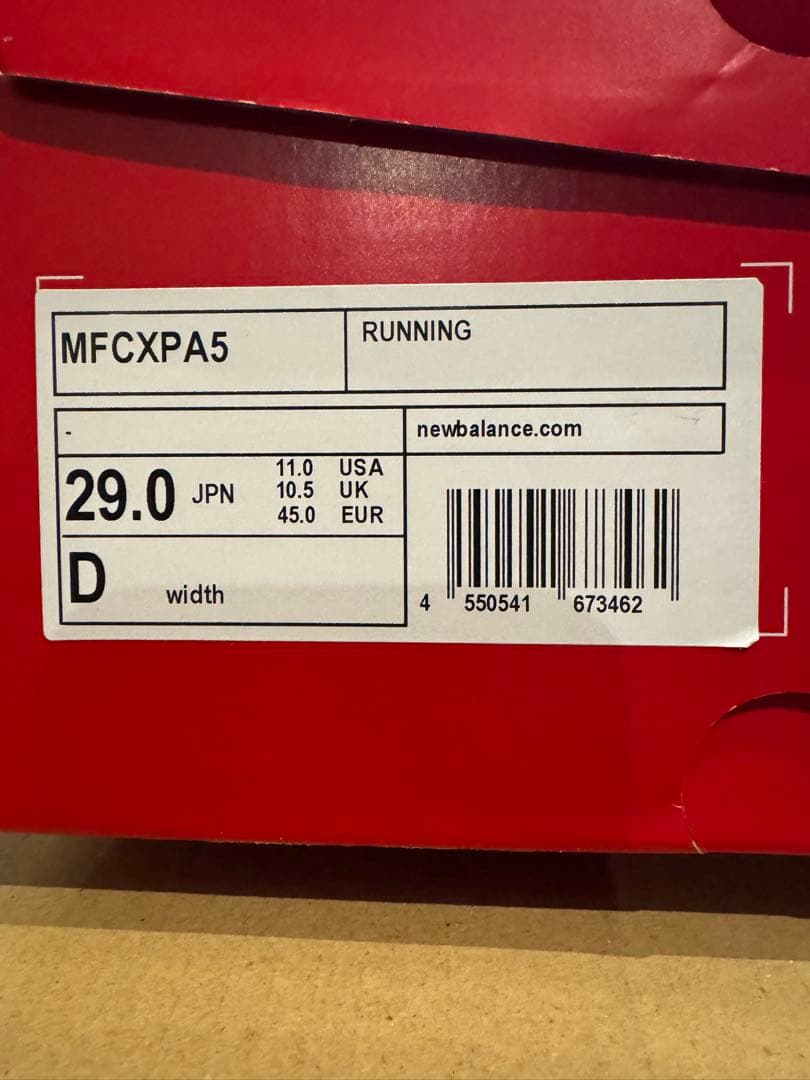 MFCXPA5
RUNNING
-
newbalance.com
29.0 JPN
11.0 USA
10.5 UK
45.0 EUR
D width
4 550541 673462